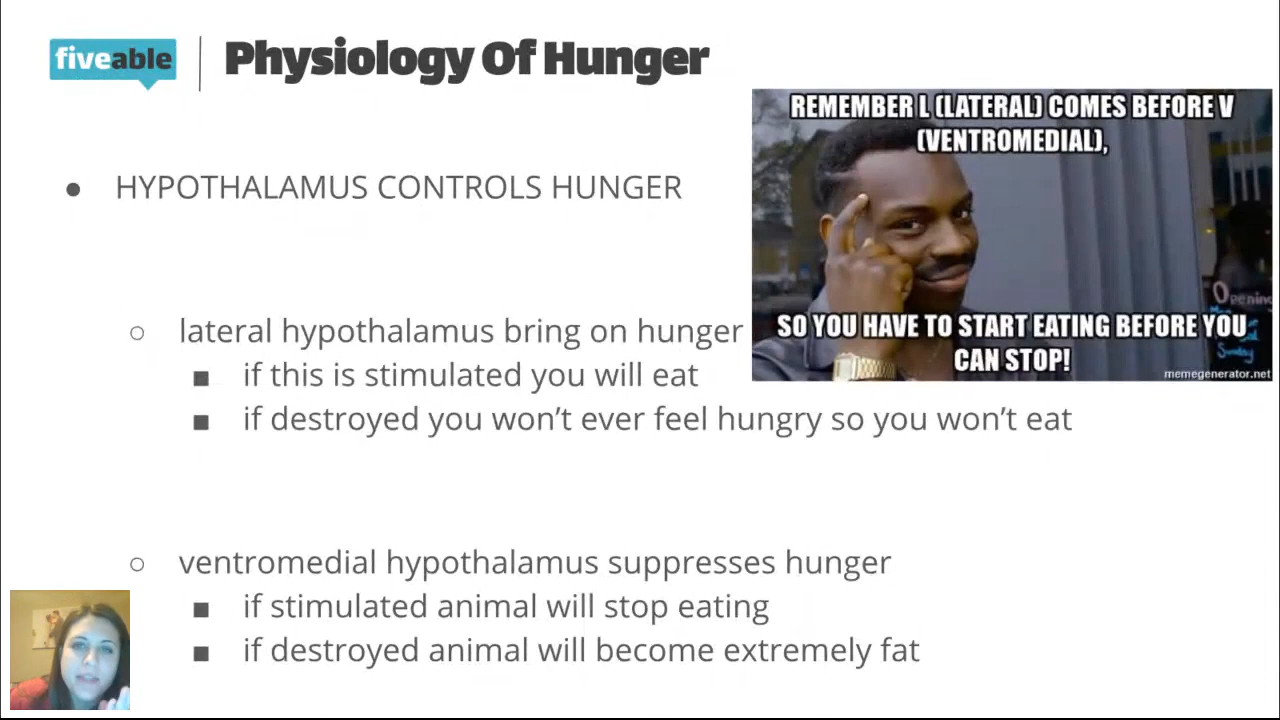 fiveable
Physiology Of Hunger
REMEMBER L (LATERAL) COMES BEFORE V
(VENTROMEDIAL),
● HYPOTHALAMUS CONTROLS HUNGER
Opening
SO YOU HAVE TO START EATING BEFORE YOU
CAN STOP!
Sunday
memegenerator.net
○ lateral hypothalamus bring on hunger
■ if this is stimulated you will eat
■ if destroyed you won’t ever feel hungry so you won’t eat
○ ventromedial hypothalamus suppresses hunger
■ if stimulated animal will stop eating
■ if destroyed animal will become extremely fat